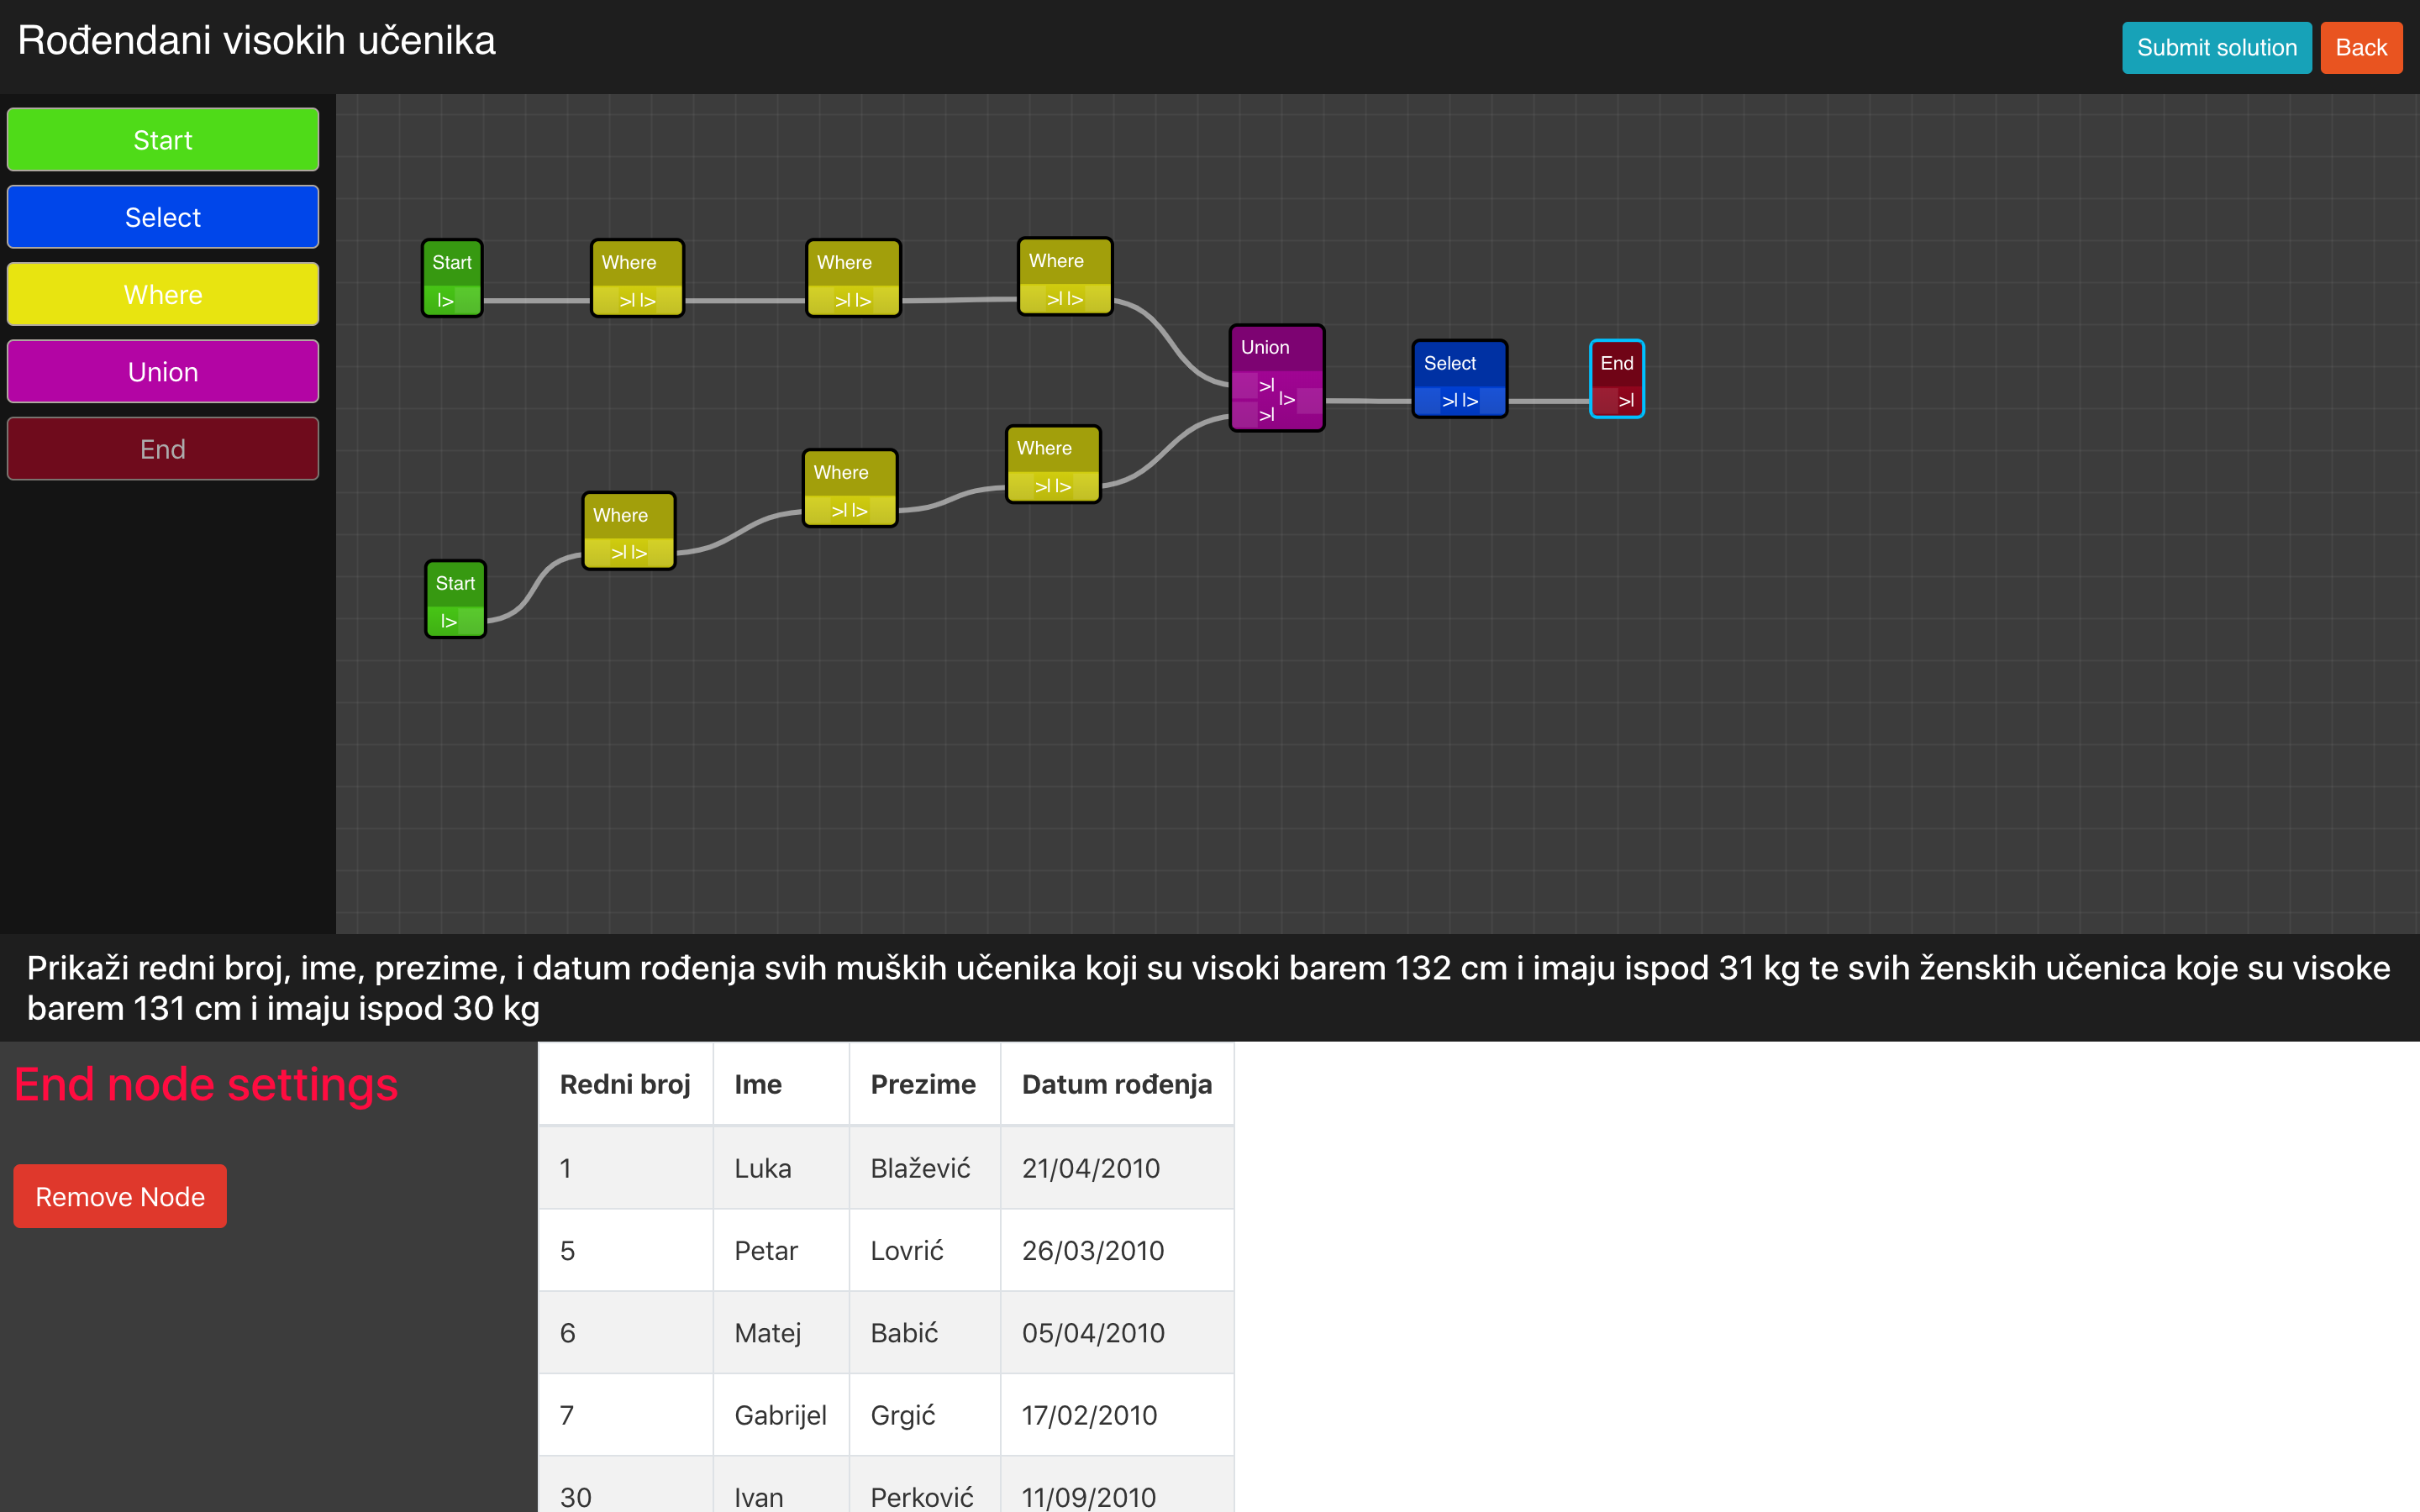 Rođendani visokih učenika
Submit solution
Back
Start
Select
Where
Union
End
Start
|>
Where
>| |>
Where
>| |>
Where
>| |>
Union
>|
|>
>|
Select
>| |>
End
>|
Where
>| |>
Where
>| |>
Where
>| |>
Start
|>
Prikaži redni broj, ime, prezime, i datum rođenja svih muških učenika koji su visoki barem 132 cm i imaju ispod 31 kg te svih ženskih učenica koje su visoke
barem 131 cm i imaju ispod 30 kg
End node settings
Remove Node
Redni broj Ime Prezime Datum rođenja
1 Luka Blažević 21/04/2010
5 Petar Lovrić 26/03/2010
6 Matej Babić 05/04/2010
7 Gabrijel Grgić 17/02/2010
30 Ivan Perković 11/09/2010